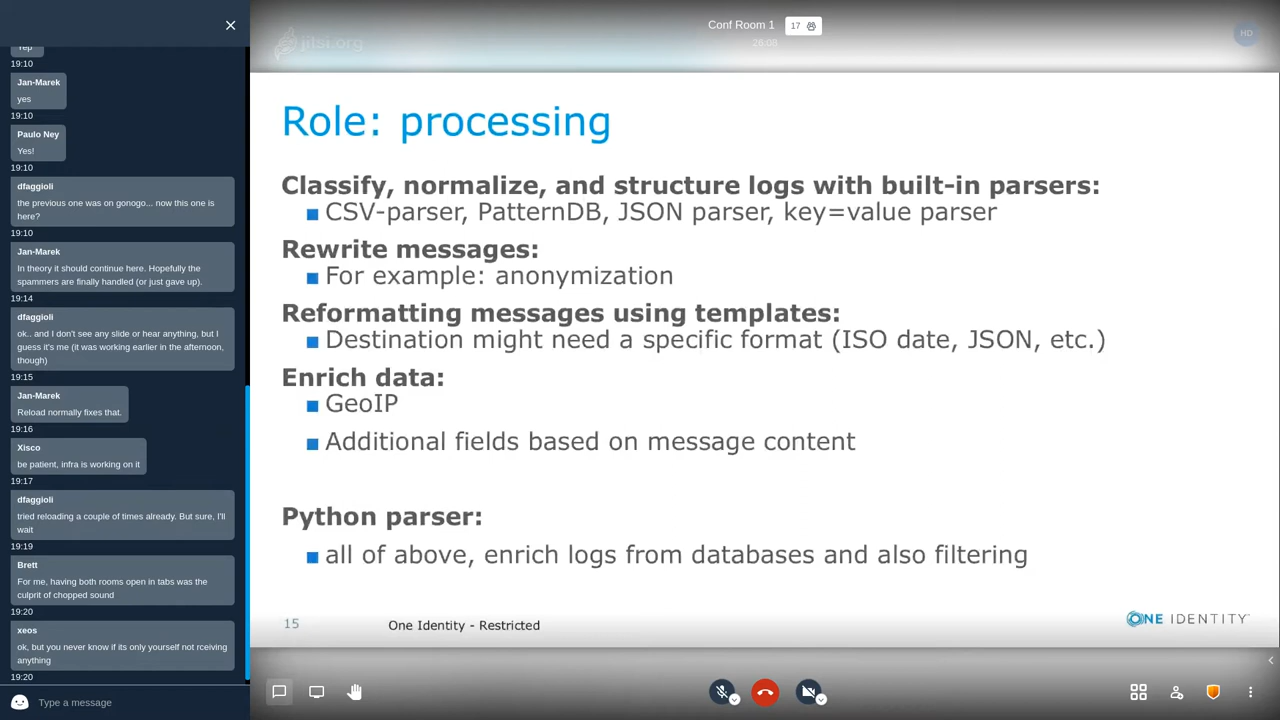 Yep
19:10
Jan-Marek
yes
19:10
Paulo Ney
Yes!
19:10
dfaggioli
the previous one was on gonogo... now this one is
here?
19:10
Jan-Marek
In theory it should continue here. Hopefully the
spammers are finally handled (or just gave up).
19:14
dfaggioli
ok.. and I don't see any slide or hear anything, but I
guess it's me (it was working earlier in the afternoon,
though)
19:15
Jan-Marek
Reload normally fixes that.
19:16
Xisco
be patient, infra is working on it
19:17
dfaggioli
tried reloading a couple of times already. But sure, I'll
wait
19:19
Brett
For me, having both rooms open in tabs was the
culprit of chopped sound
19:20
xeos
ok, but you never know if its only yourself not rceiving
anything
19:20
Type a message
jitsi.org
Conf Room 1
17
26:08
HD
Role: processing
Classify, normalize, and structure logs with built-in parsers:
CSV-parser, PatternDB, JSON parser, key=value parser
Rewrite messages:
For example: anonymization
Reformatting messages using templates:
Destination might need a specific format (ISO date, JSON, etc.)
Enrich data:
GeoIP
Additional fields based on message content
Python parser:
all of above, enrich logs from databases and also filtering
15
One Identity - Restricted
ONE IDENTITY